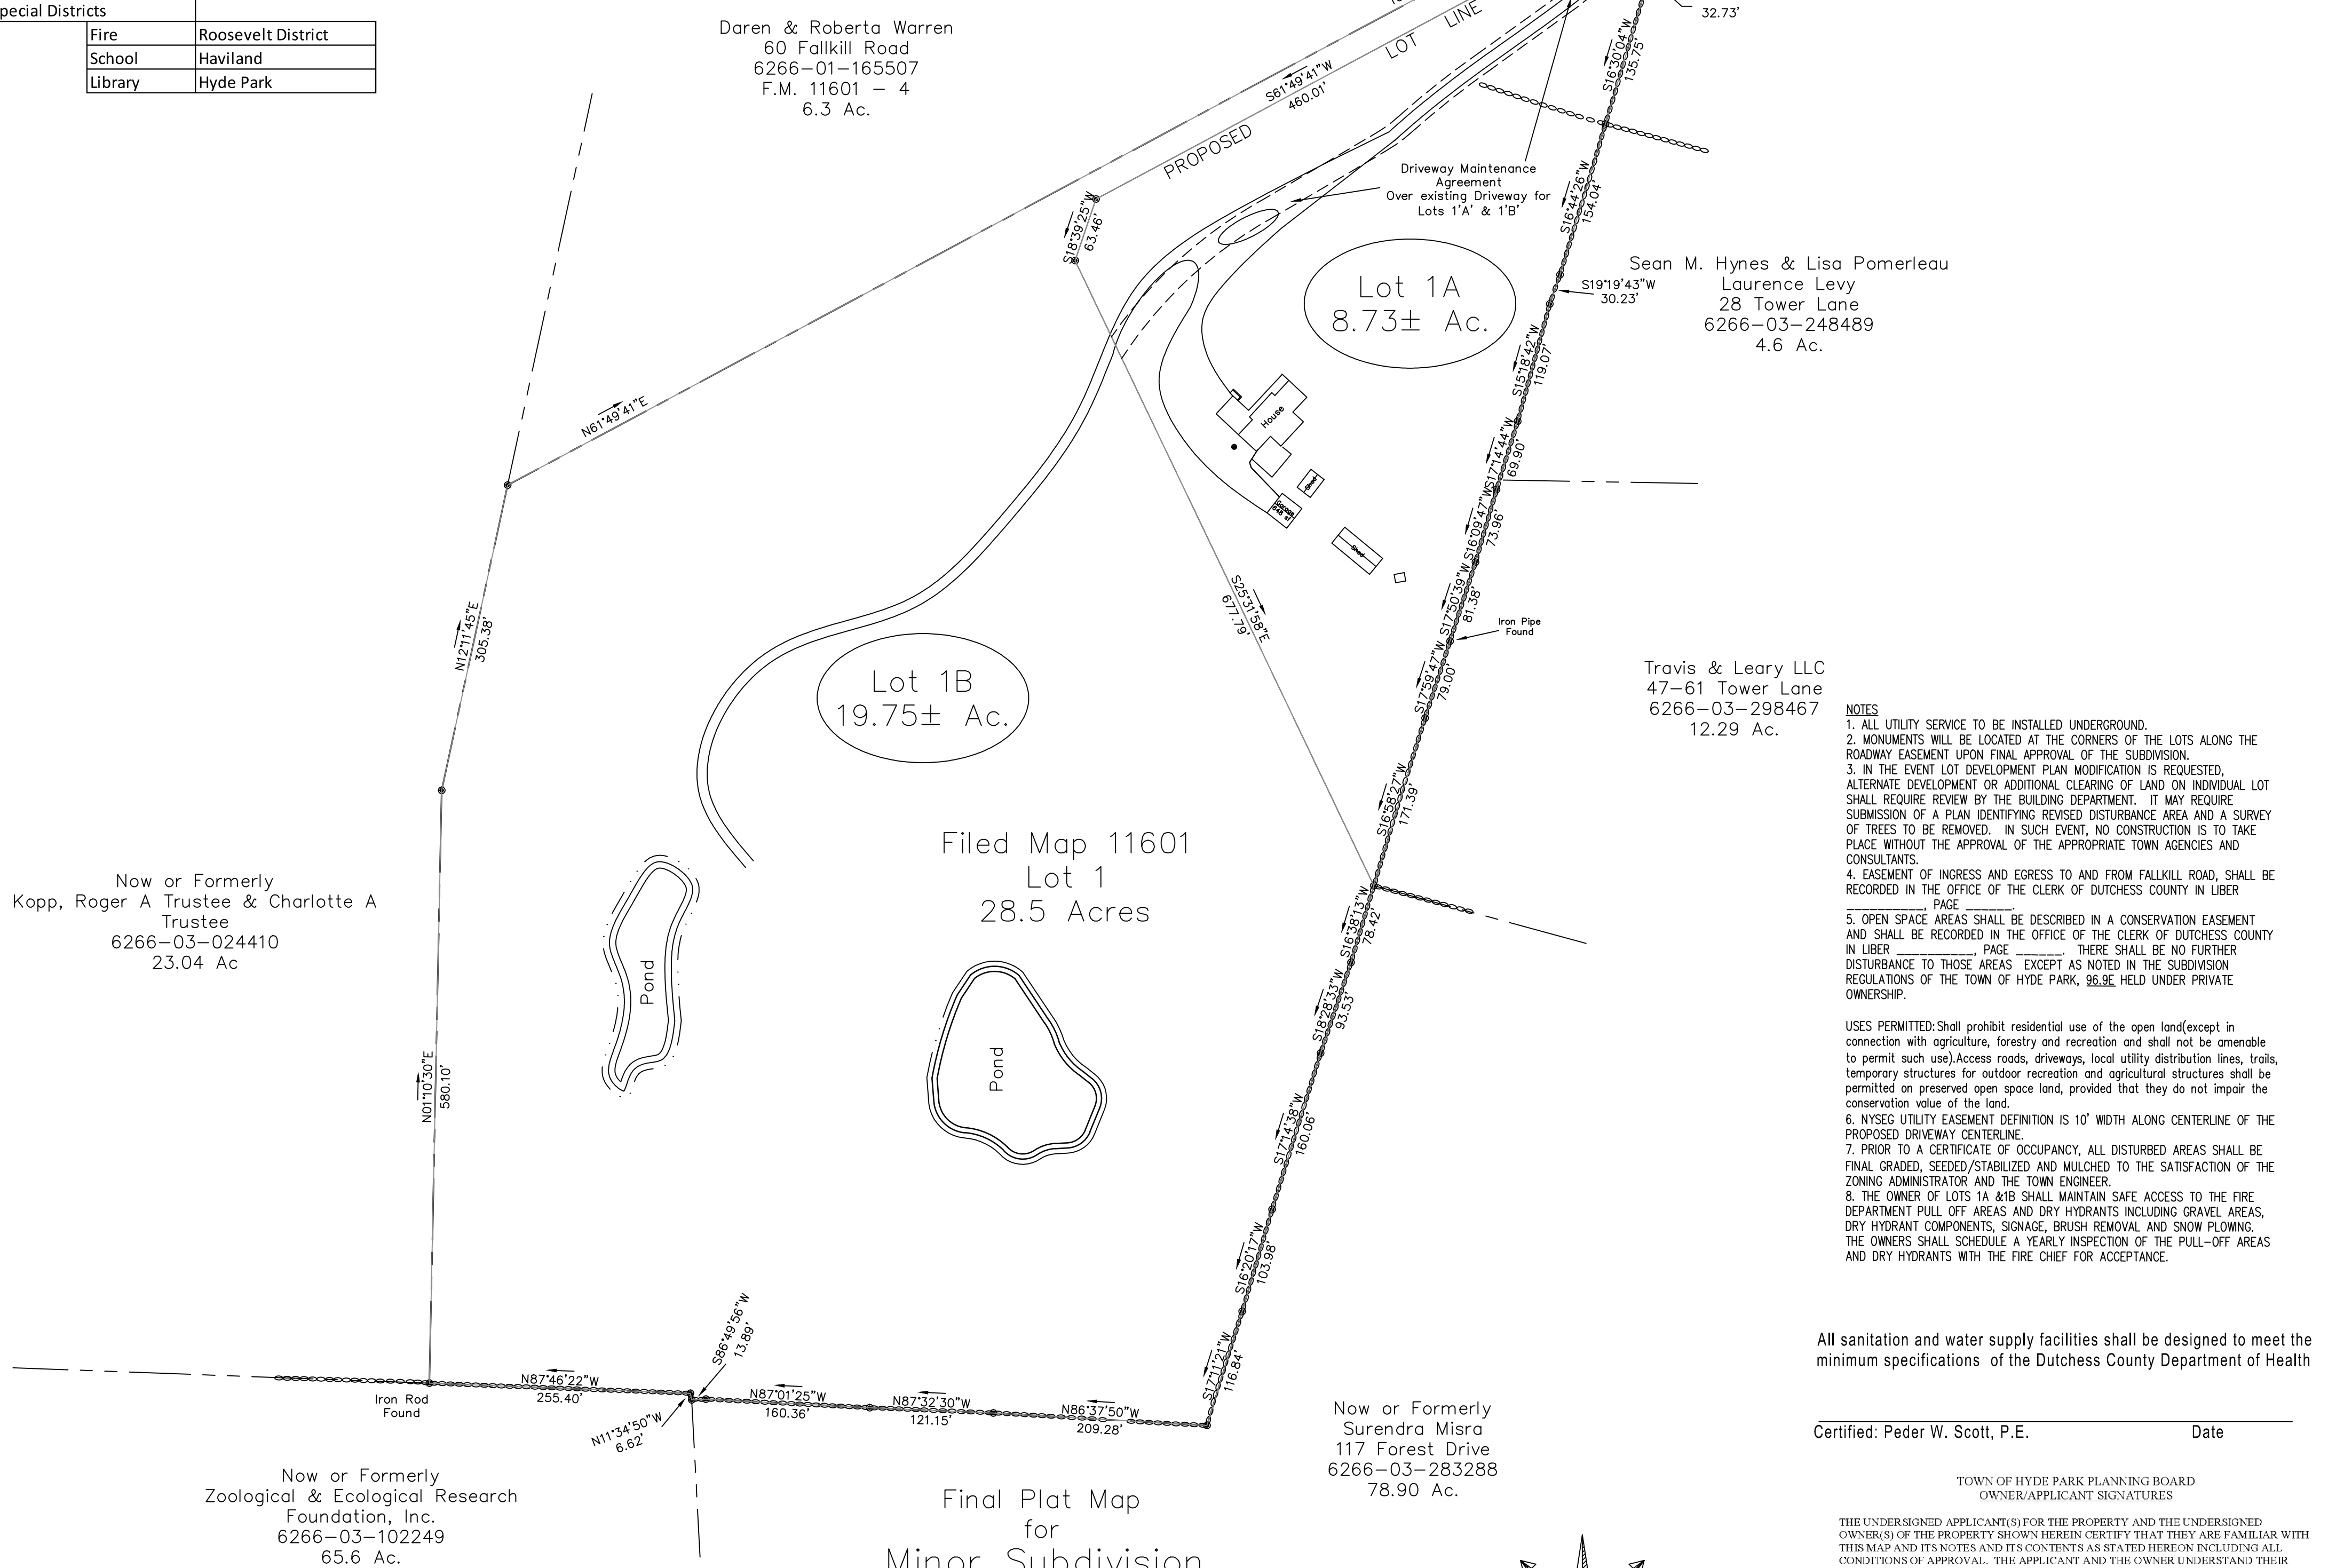 pecial Districts
Fire Roosevelt District
School Haviland
Library Hyde Park
Daren & Roberta Warren
60 Fallkill Road
6266-01-165507
F.M. 11601 - 4
6.3 Ac.
S61°49'41"W
460.01'
PROPOSED LOT LINE
32.73'
S16°30'04"W
135.75'
Driveway Maintenance
Agreement
Over existing Driveway for
Lots 1'A' & 1'B'
S16°44'26"W
154.04'
S18°39'25"W
63.46'
Lot 1A
8.73± Ac.
Sean M. Hynes & Lisa Pomerleau
Laurence Levy
28 Tower Lane
6266-03-248489
4.6 Ac.
S19°19'43"W
30.23'
S15°18'42"W
119.07'
N61°49'41"E
House
Shed
Garage
648 sf
Shed
S17°14'44"W
69.90'
S16°09'47"W
73.96'
S17°50'39"W
81.38'
Iron Pipe
Found
S25°31'58"E
677.79'
N12°11'45"E
305.38'
S17°59'47"W
79.00'
Lot 1B
19.75± Ac.
Travis & Leary LLC
47-61 Tower Lane
6266-03-298467
12.29 Ac.
S16°58'27"W
171.39'
Filed Map 11601
Lot 1
28.5 Acres
Now or Formerly
Kopp, Roger A Trustee & Charlotte A
Trustee
6266-03-024410
23.04 Ac
Pond
Pond
S16°38'13"W
78.42'
S18°28'33"W
93.53'
N01°10'30"E
580.10'
S17°14'38"W
160.06'
S16°20'17"W
103.98'
S17°11'21"W
116.84'
S86°49'56"W
13.89'
N87°46'22"W
255.40'
N87°01'25"W
160.36'
N87°32'30"W
121.15'
N86°37'50"W
209.28'
Iron Rod
Found
N11°34'50"W
6.62'
Now or Formerly
Surendra Misra
117 Forest Drive
6266-03-283288
78.90 Ac.
Now or Formerly
Zoological & Ecological Research
Foundation, Inc.
6266-03-102249
65.6 Ac.
Final Plat Map
for
Minor Subdivision
NOTES
1. ALL UTILITY SERVICE TO BE INSTALLED UNDERGROUND.
2. MONUMENTS WILL BE LOCATED AT THE CORNERS OF THE LOTS ALONG THE
ROADWAY EASEMENT UPON FINAL APPROVAL OF THE SUBDIVISION.
3. IN THE EVENT LOT DEVELOPMENT PLAN MODIFICATION IS REQUESTED,
ALTERNATE DEVELOPMENT OR ADDITIONAL CLEARING OF LAND ON INDIVIDUAL LOT
SHALL REQUIRE REVIEW BY THE BUILDING DEPARTMENT. IT MAY REQUIRE
SUBMISSION OF A PLAN IDENTIFYING REVISED DISTURBANCE AREA AND A SURVEY
OF TREES TO BE REMOVED. IN SUCH EVENT, NO CONSTRUCTION IS TO TAKE
PLACE WITHOUT THE APPROVAL OF THE APPROPRIATE TOWN AGENCIES AND
CONSULTANTS.
4. EASEMENT OF INGRESS AND EGRESS TO AND FROM FALLKILL ROAD, SHALL BE
RECORDED IN THE OFFICE OF THE CLERK OF DUTCHESS COUNTY IN LIBER
__________, PAGE ______.
5. OPEN SPACE AREAS SHALL BE DESCRIBED IN A CONSERVATION EASEMENT
AND SHALL BE RECORDED IN THE OFFICE OF THE CLERK OF DUTCHESS COUNTY
IN LIBER __________, PAGE ______. THERE SHALL BE NO FURTHER
DISTURBANCE TO THOSE AREAS EXCEPT AS NOTED IN THE SUBDIVISION
REGULATIONS OF THE TOWN OF HYDE PARK, 96.9E HELD UNDER PRIVATE
OWNERSHIP.
USES PERMITTED: Shall prohibit residential use of the open land(except in
connection with agriculture, forestry and recreation and shall not be amenable
to permit such use).Access roads, driveways, local utility distribution lines, trails,
temporary structures for outdoor recreation and agricultural structures shall be
permitted on preserved open space land, provided that they do not impair the
conservation value of the land.
6. NYSEG UTILITY EASEMENT DEFINITION IS 10' WIDTH ALONG CENTERLINE OF THE
PROPOSED DRIVEWAY CENTERLINE.
7. PRIOR TO A CERTIFICATE OF OCCUPANCY, ALL DISTURBED AREAS SHALL BE
FINAL GRADED, SEEDED/STABILIZED AND MULCHED TO THE SATISFACTION OF THE
ZONING ADMINISTRATOR AND THE TOWN ENGINEER.
8. THE OWNER OF LOTS 1A &1B SHALL MAINTAIN SAFE ACCESS TO THE FIRE
DEPARTMENT PULL OFF AREAS AND DRY HYDRANTS INCLUDING GRAVEL AREAS,
DRY HYDRANT COMPONENTS, SIGNAGE, BRUSH REMOVAL AND SNOW PLOWING.
THE OWNERS SHALL SCHEDULE A YEARLY INSPECTION OF THE PULL-OFF AREAS
AND DRY HYDRANTS WITH THE FIRE CHIEF FOR ACCEPTANCE.
All sanitation and water supply facilities shall be designed to meet the
minimum specifications of the Dutchess County Department of Health
Certified: Peder W. Scott, P.E. Date
TOWN OF HYDE PARK PLANNING BOARD
OWNER/APPLICANT SIGNATURES
THE UNDERSIGNED APPLICANT(S) FOR THE PROPERTY AND THE UNDERSIGNED
OWNER(S) OF THE PROPERTY SHOWN HEREIN CERTIFY THAT THEY ARE FAMILIAR WITH
THIS MAP AND ITS NOTES AND ITS CONTENTS AS STATED HEREON INCLUDING ALL
CONDITIONS OF APPROVAL. THE APPLICANT AND THE OWNER UNDERSTAND THEIR